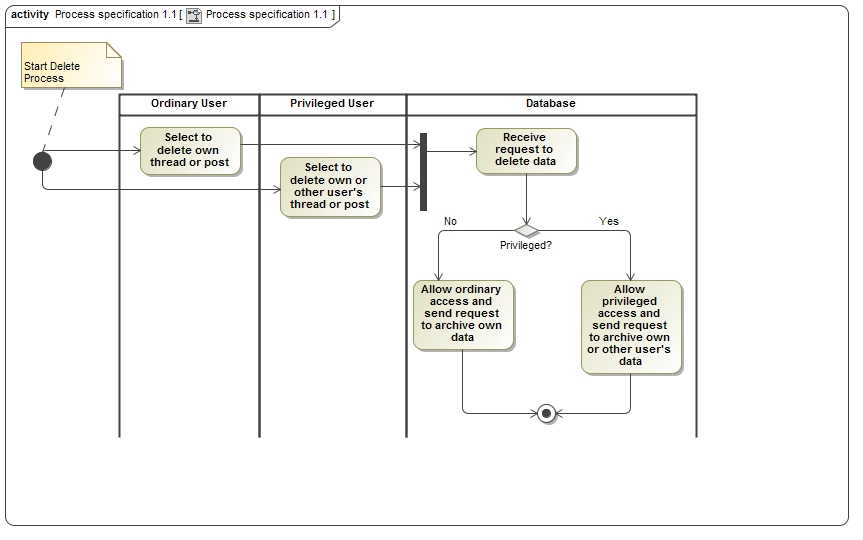 activity Process specification 1.1 [ Process specification 1.1 ]
Start Delete
Process
Ordinary User
Privileged User
Database
Select to
delete own
thread or post
Select to
delete own or
other user's
thread or post
Receive
request to
delete data
No
Yes
Privileged?
Allow ordinary
access and
send request
to archive own
data
Allow
privileged
access and
send request
to archive own
or other user's
data